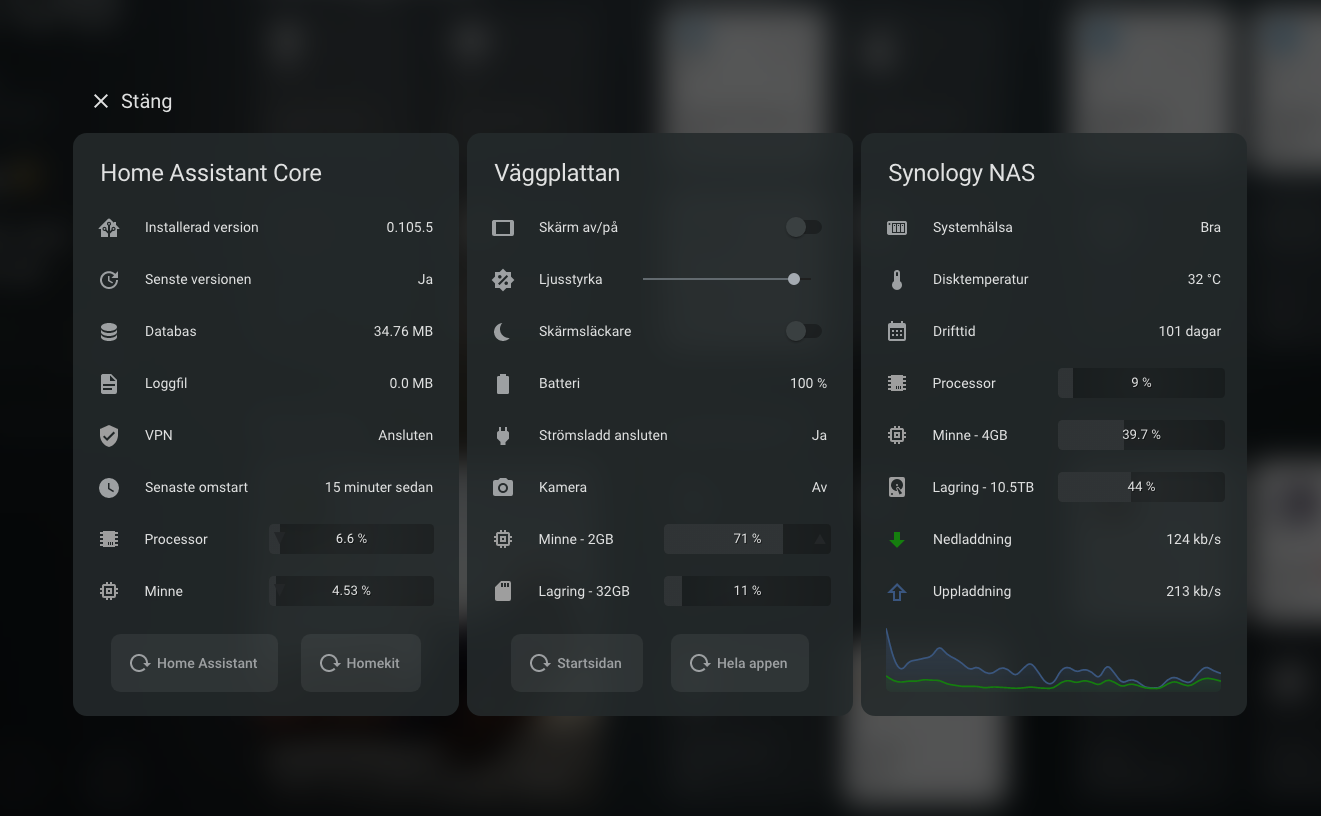 Stäng
Home Assistant Core
Installerad version 0.105.5
Senste versionen Ja
Databas 34.76 MB
Loggfil 0.0 MB
VPN Ansluten
Senaste omstart 15 minuter sedan
Processor 6.6 %
Minne 4.53 %
Home Assistant Homekit
Väggplattan
Skärm av/på
Ljusstyrka
Skärmsläckare
Batteri 100 %
Strömsladd ansluten Ja
Kamera Av
Minne - 2GB 71 %
Lagring - 32GB 11 %
Startsidan Hela appen
Synology NAS
Systemhälsa Bra
Disktemperatur 32 °C
Drifttid 101 dagar
Processor 9 %
Minne - 4GB 39.7 %
Lagring - 10.5TB 44 %
Nedladdning 124 kb/s
Uppladdning 213 kb/s